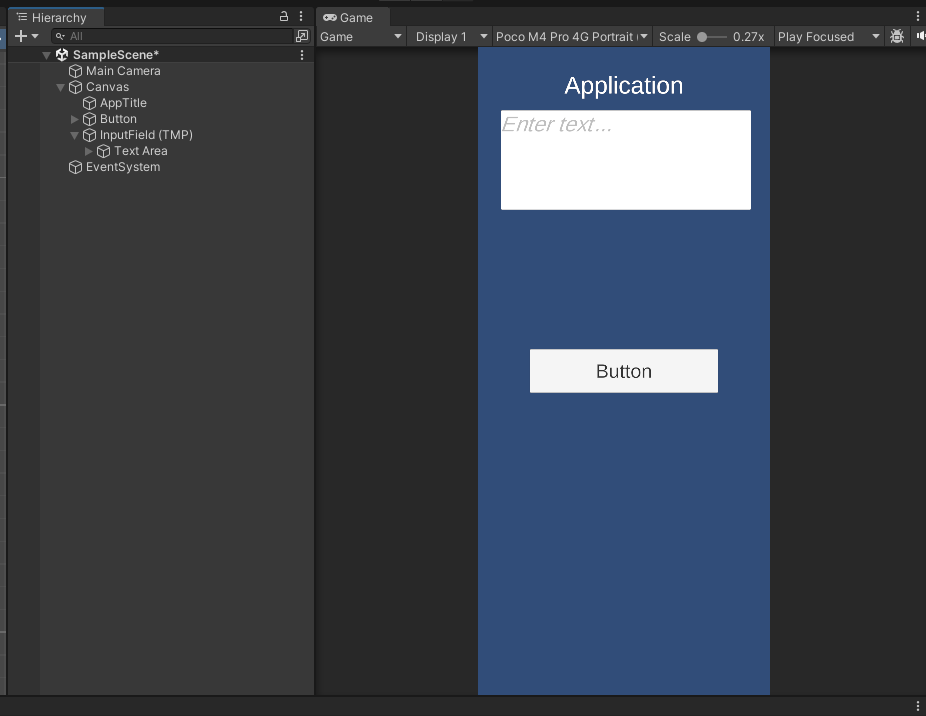 Hierarchy
All
SampleScene*
Main Camera
Canvas
AppTitle
Button
InputField (TMP)
Text Area
EventSystem
Game
Game Display 1 Poco M4 Pro 4G Portrait ( Scale 0.27x Play Focused
Application
Enter text...
Button